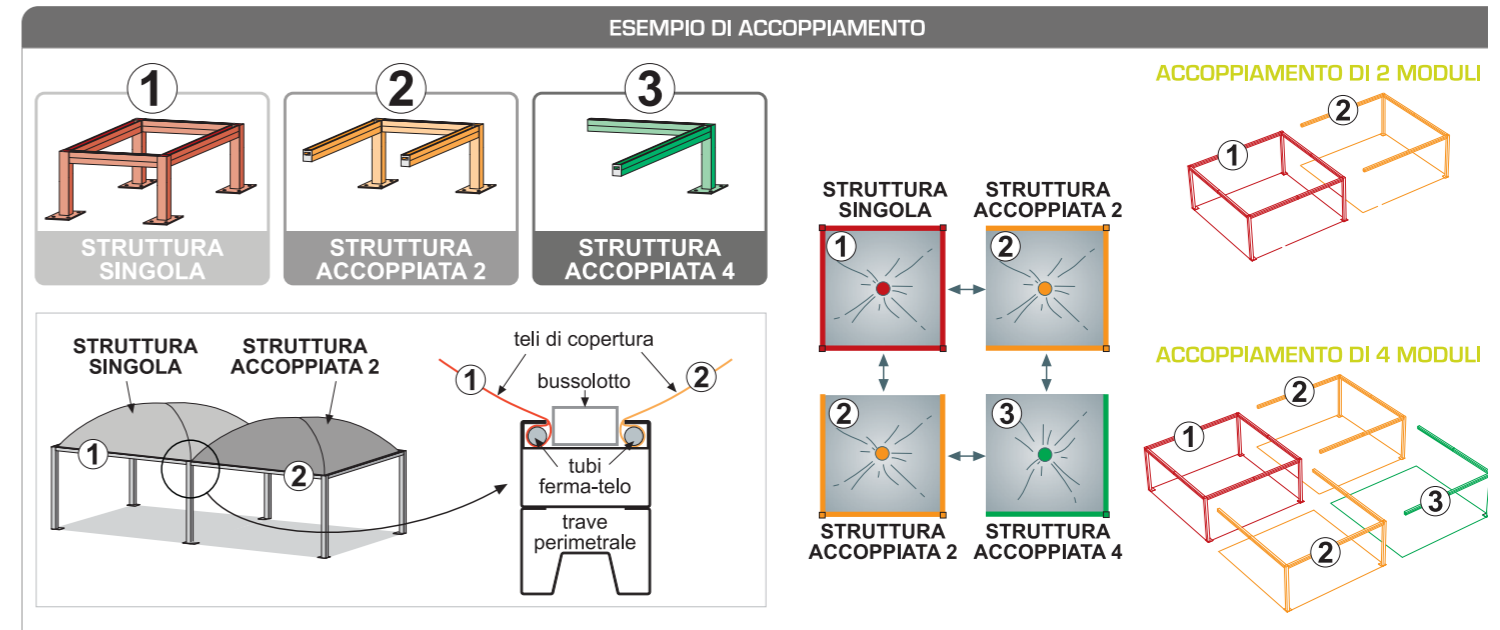 ESEMPIO DI ACCOPPIAMENTO
1
STRUTTURA
SINGOLA
2
STRUTTURA
ACCOPPIATA 2
3
STRUTTURA
ACCOPPIATA 4
STRUTTURA
SINGOLA
STRUTTURA
ACCOPPIATA 2
1
2
teli di copertura
1
2
bussolotto
tubi
ferma-telo
trave
perimetrale
STRUTTURA
SINGOLA
STRUTTURA
ACCOPPIATA 2
1
2
2
3
STRUTTURA
ACCOPPIATA 2
STRUTTURA
ACCOPPIATA 4
ACCOPPIAMENTO DI 2 MODULI
2
1
ACCOPPIAMENTO DI 4 MODULI
2
1
3
2